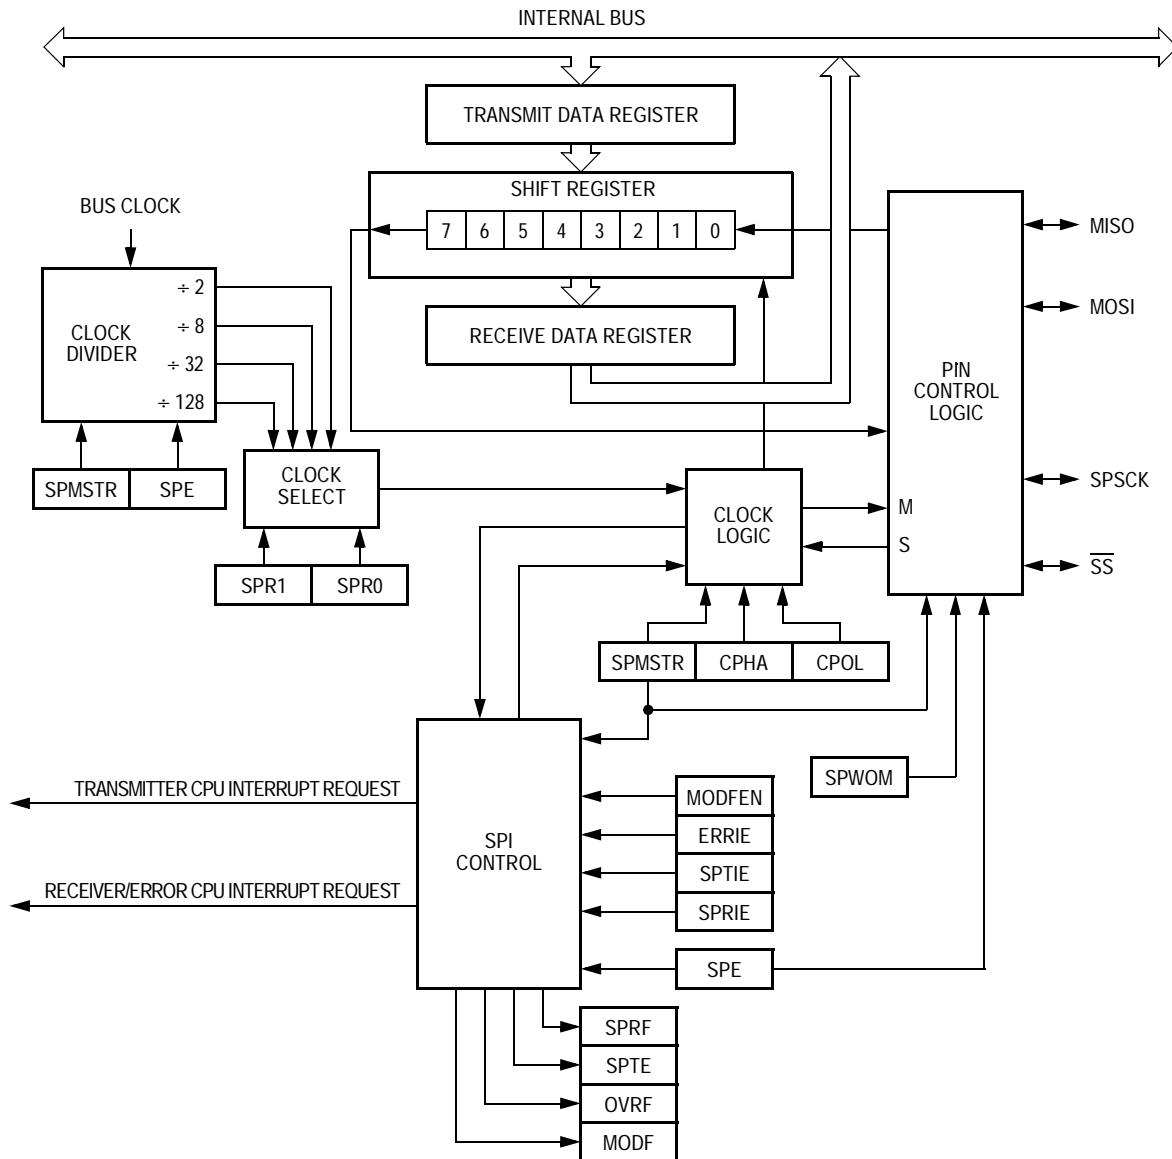 INTERNAL BUS
TRANSMIT DATA REGISTER
SHIFT REGISTER
7 6 5 4 3 2 1 0
RECEIVE DATA REGISTER
BUS CLOCK
CLOCK
DIVIDER
÷ 2
÷ 8
÷ 32
÷ 128
SPMSTR SPE
CLOCK
SELECT
SPR1 SPR0
CLOCK
LOGIC
SPMSTR CPHA CPOL
PIN
CONTROL
LOGIC
M
S
MISO
MOSI
SPSCK
S̅S̅
SPWOM
TRANSMITTER CPU INTERRUPT REQUEST
RECEIVER/ERROR CPU INTERRUPT REQUEST
SPI
CONTROL
MODFEN
ERRIE
SPTIE
SPRIE
SPE
SPRF
SPTE
OVRF
MODF